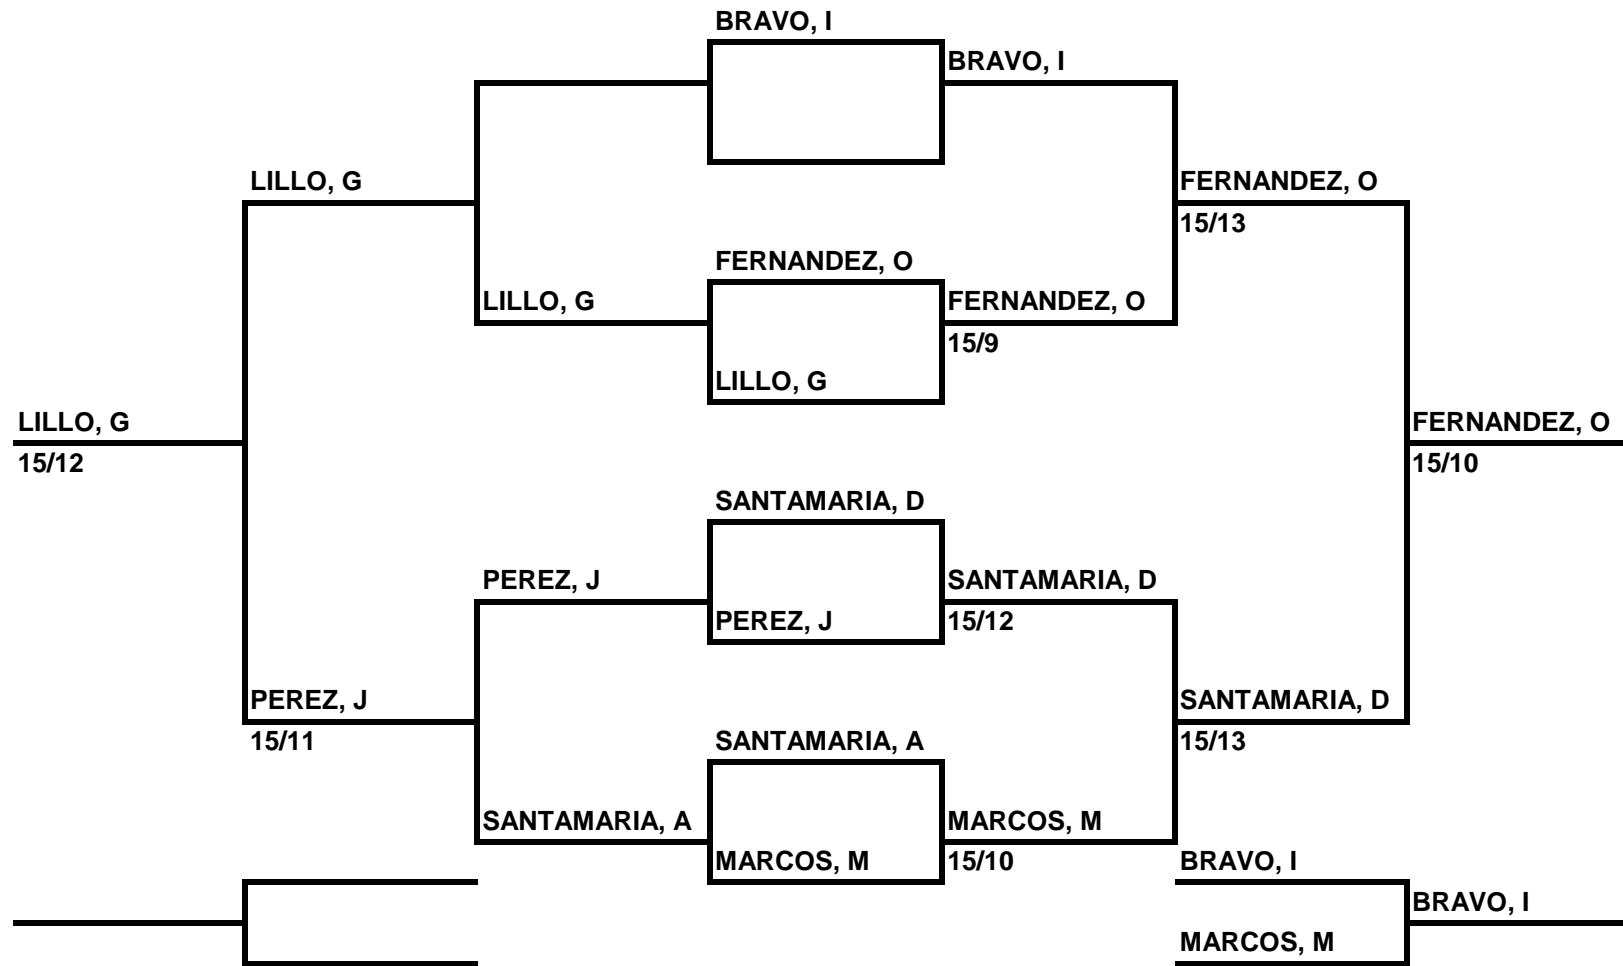 BRAVO, I
BRAVO, I
LILLO, G
FERNANDEZ, O
15/13
FERNANDEZ, O
LILLO, G
FERNANDEZ, O
15/9
LILLO, G
LILLO, G
FERNANDEZ, O
15/12
15/10
SANTAMARIA, D
PEREZ, J
SANTAMARIA, D
PEREZ, J
15/12
PEREZ, J
SANTAMARIA, D
15/11
SANTAMARIA, A
15/13
SANTAMARIA, A
MARCOS, M
MARCOS, M
15/10
BRAVO, I
BRAVO, I
MARCOS, M